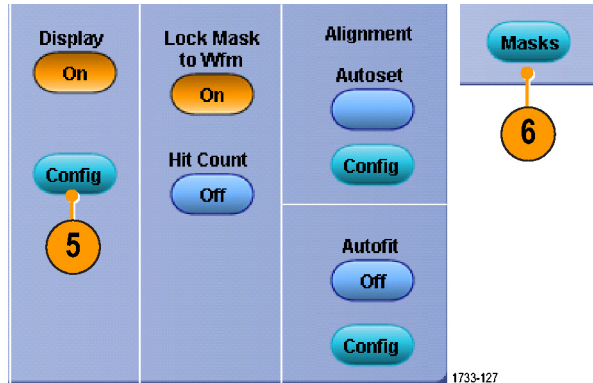 Display
On
Config
5
Lock Mask
to Wfm
On
Hit Count
Off
Alignment
Autoset
Config
Autofit
Off
Config
Masks
6
1733-127